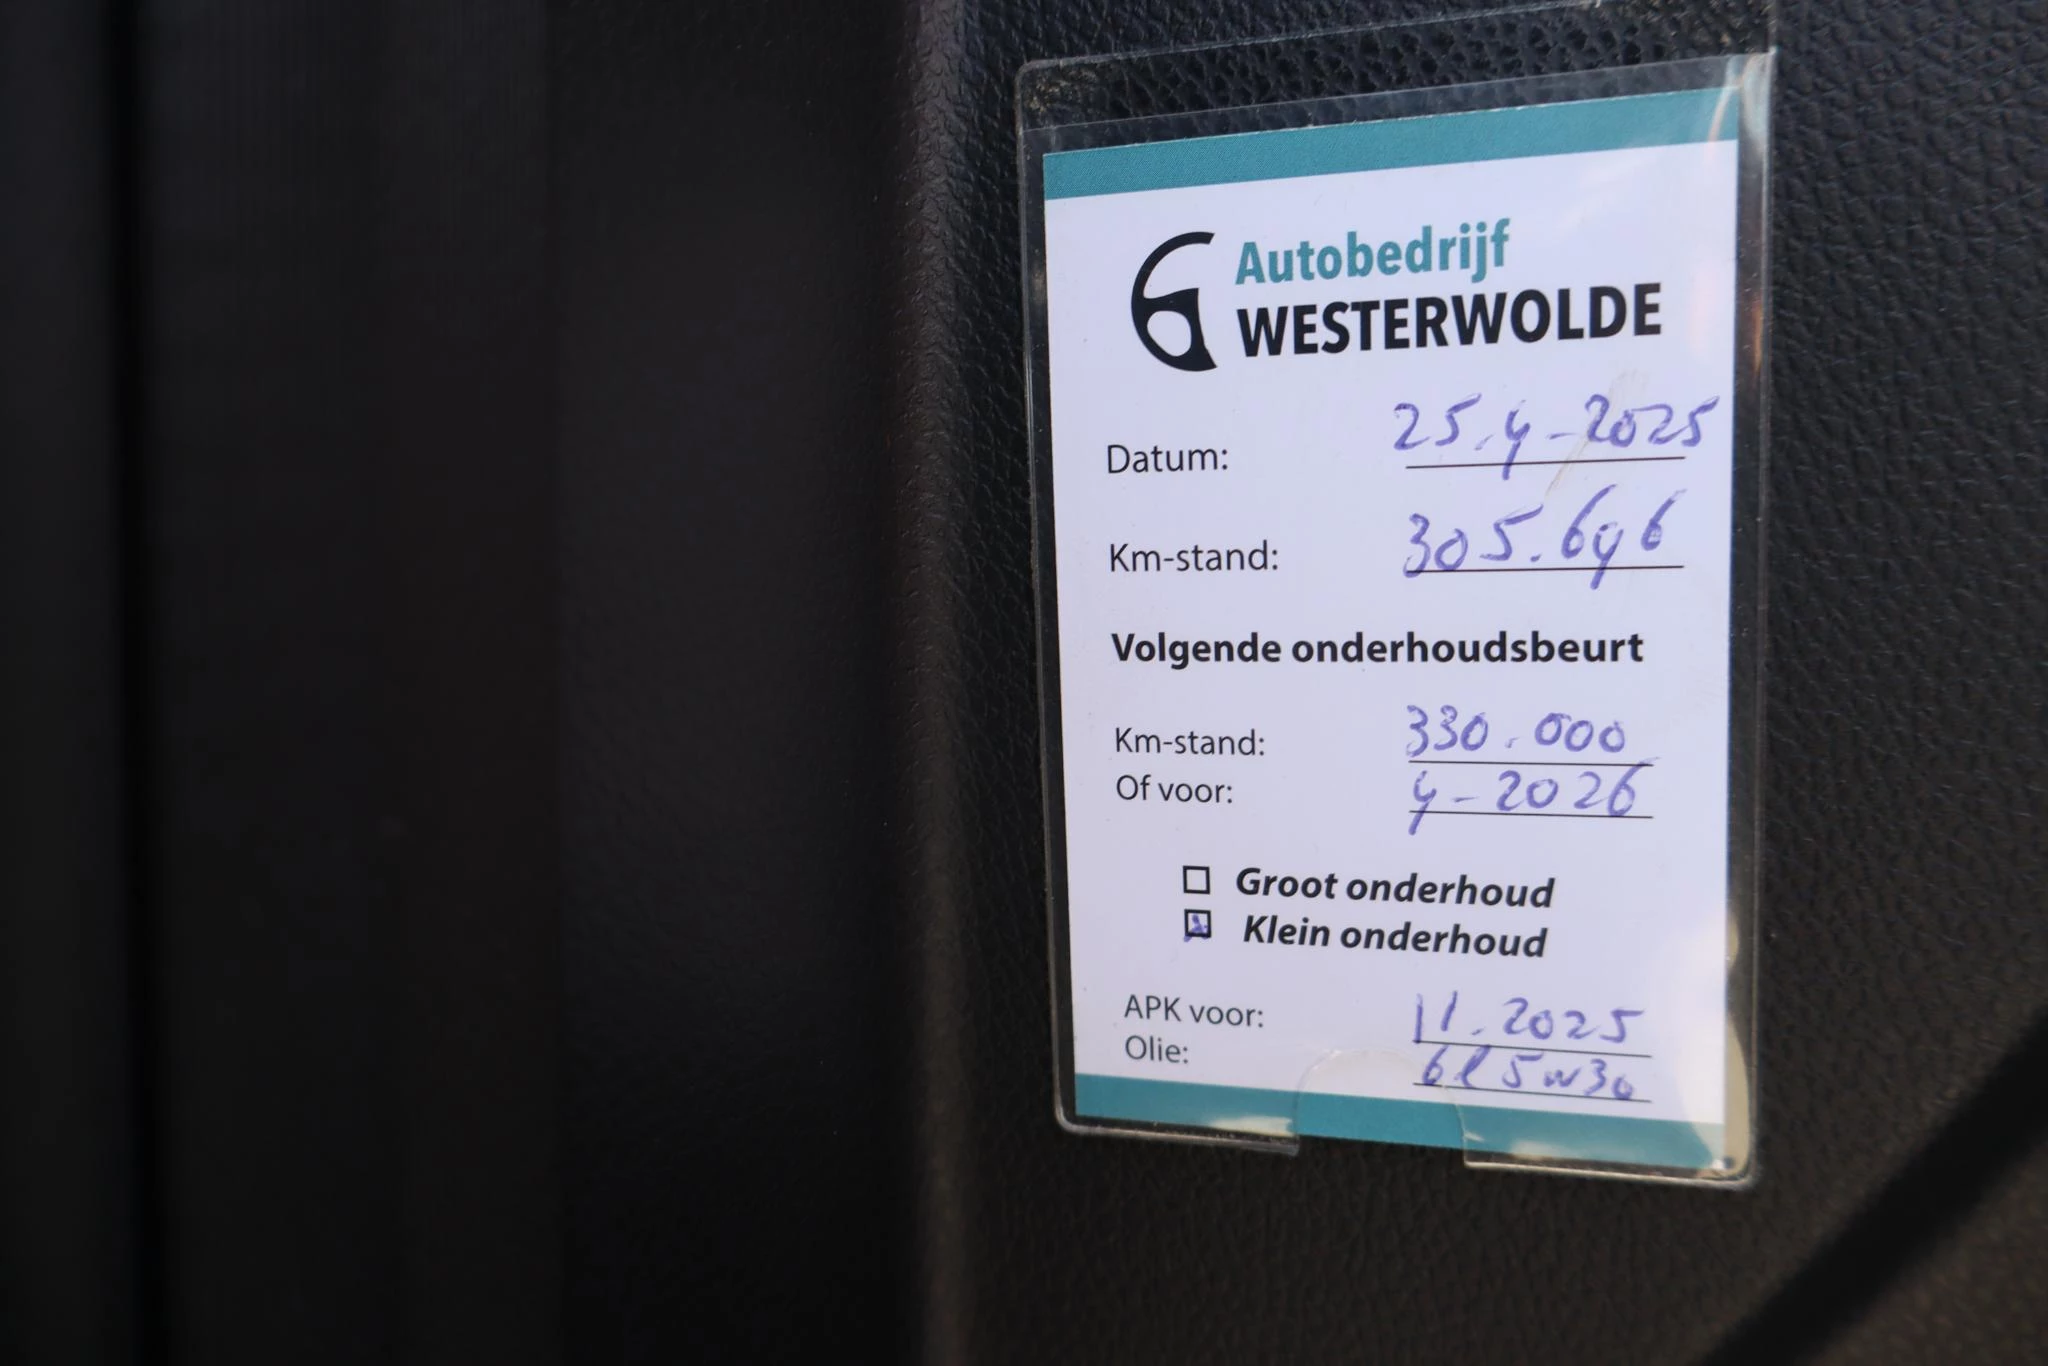 Autobedrijf
WESTERWOLDE
Datum: 25.4-2025
Km-stand: 305.646
Volgende onderhoudsbeurt
Km-stand: 330.000
Of voor: 4-2026
Groot onderhoud
Klein onderhoud
APK voor: 11.2025
Olie: 6l 5w30